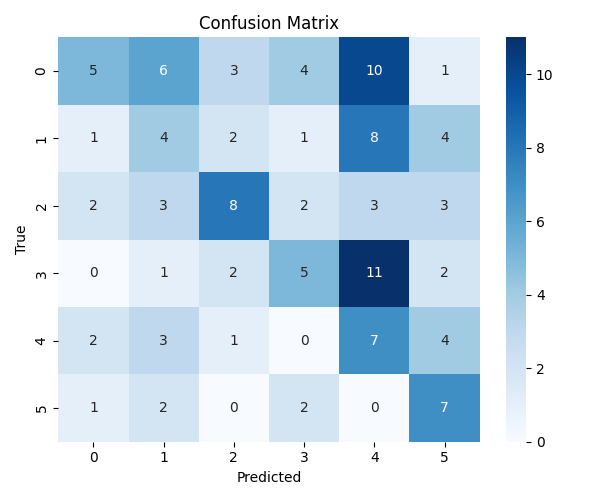 Confusion Matrix
0 5 6 3 4 10 1
1 1 4 2 1 8 4
2 2 3 8 2 3 3
3 0 1 2 5 11 2
4 2 3 1 0 7 4
5 1 2 0 2 0 7
0 1 2 3 4 5
Predicted
True
10
8
6
4
2
0